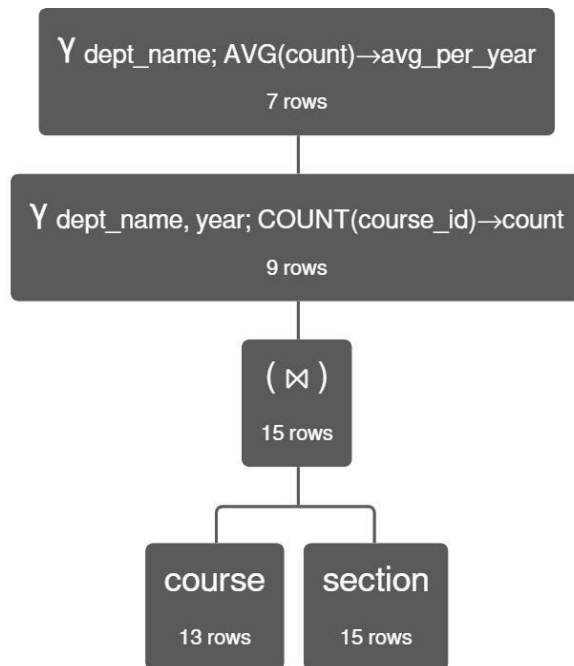 γ dept_name; AVG(count)→avg_per_year
7 rows
γ dept_name, year; COUNT(course_id)→count
9 rows
( ⋈ )
15 rows
course
13 rows
section
15 rows